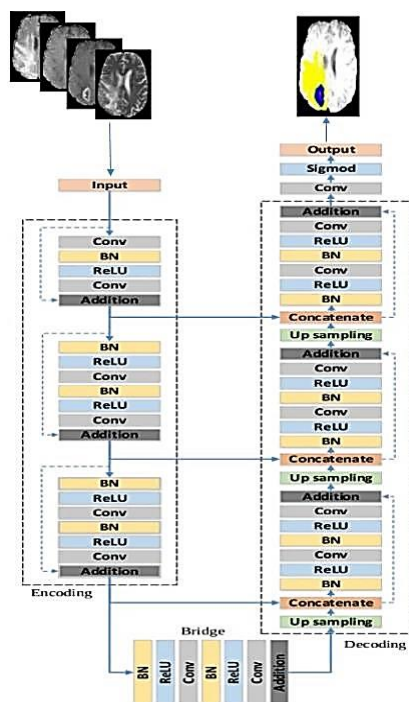 Input
Conv
BN
ReLU
Conv
Addition
BN
ReLU
Conv
BN
ReLU
Conv
Addition
BN
ReLU
Conv
BN
ReLU
Conv
Addition
Encoding
Bridge
BN
ReLU
Conv
BN
ReLU
Conv
Addition
Output
Sigmod
Conv
Addition
Conv
ReLU
BN
Conv
ReLU
BN
Concatenate
Up sampling
Addition
Conv
ReLU
BN
Conv
ReLU
BN
Concatenate
Up sampling
Addition
Conv
ReLU
BN
Conv
ReLU
BN
Concatenate
Up sampling
Decoding